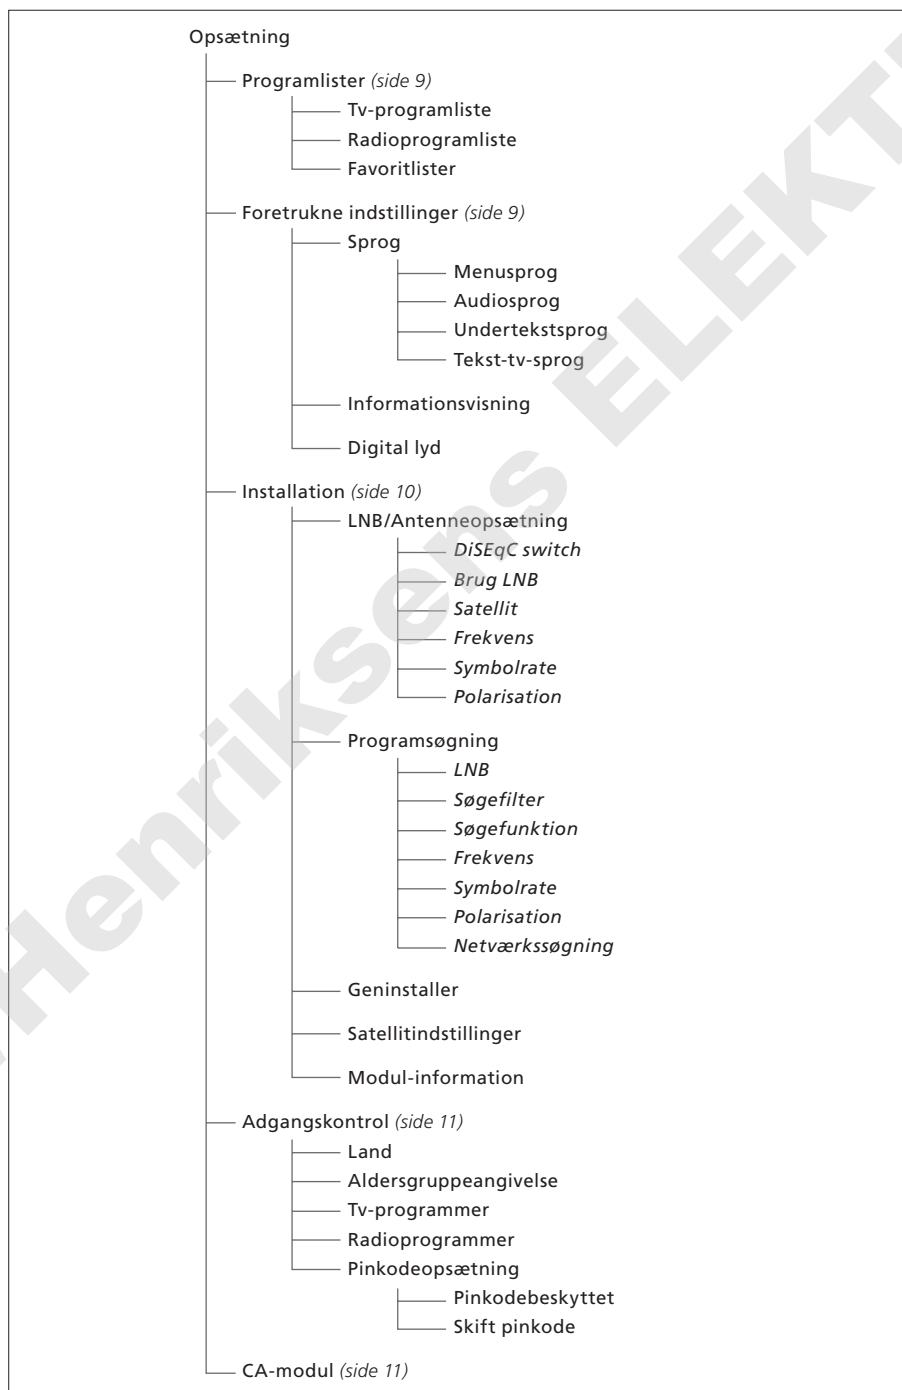 Opsætning
Programlister (side 9)
Tv-programliste
Radioprogramliste
Favoritlister
Foretrukne indstillinger (side 9)
Sprog
Menusprog
Audiosprog
Undertekstsprog
Tekst-tv-sprog
Informationsvisning
Digital lyd
Installation (side 10)
LNB/Antenneopsætning
DiSEqC switch
Brug LNB
Satellit
Frekvens
Symbolrate
Polarisation
Programsøgning
LNB
Søgefilter
Søgefunktion
Frekvens
Symbolrate
Polarisation
Netværkssøgning
Geninstaller
Satellitindstillinger
Modul-information
Adgangskontrol (side 11)
Land
Aldersgruppeangivelse
Tv-programmer
Radioprogrammer
Pinkodeopsætning
Pinkodebeskyttet
Skift pinkode
CA-modul (side 11)
Henriksens ELEKT